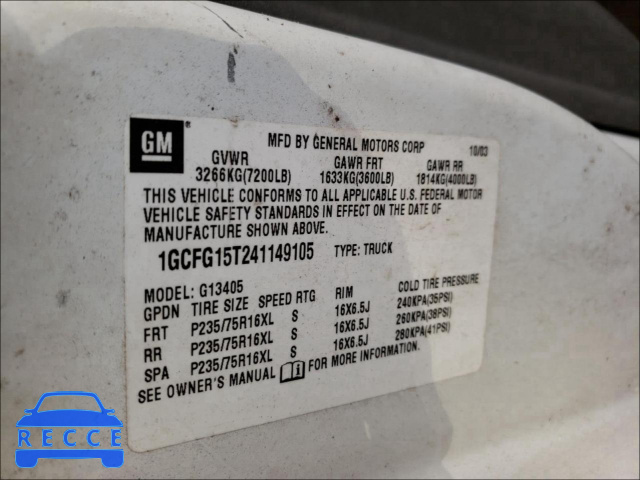 GM ®
MFD BY GENERAL MOTORS CORP 10/03
GVWR GAWR FRT GAWR RR
3266KG(7200LB) 1633KG(3600LB) 1814KG(4000LB)
THIS VEHICLE CONFORMS TO ALL APPLICABLE U.S. FEDERAL MOTOR
VEHICLE SAFETY STANDARDS IN EFFECT ON THE DATE OF
MANUFACTURE SHOWN ABOVE.
1GCFG15T241149105 TYPE: TRUCK
MODEL: G13405
GPDN TIRE SIZE SPEED RTG RIM COLD TIRE PRESSURE
FRT P235/75R16XL S 16X6.5J 240KPA(35PSI)
RR P235/75R16XL S 16X6.5J 260KPA(38PSI)
SPA P235/75R16XL S 16X6.5J 280KPA(41PSI)
SEE OWNER'S MANUAL FOR MORE INFORMATION.
RECCE